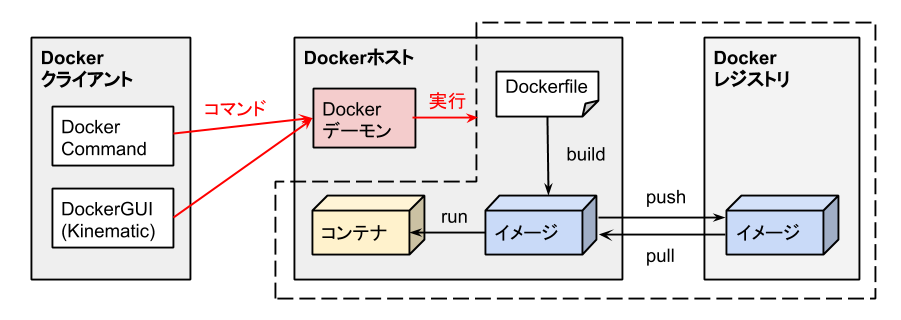 Docker
クライアント
Docker
Command
DockerGUI
(Kinematic)
コマンド
Dockerホスト
Docker
デーモン
実行
Dockerfile
build
コンテナ
run
イメージ
push
pull
Docker
レジストリ
イメージ